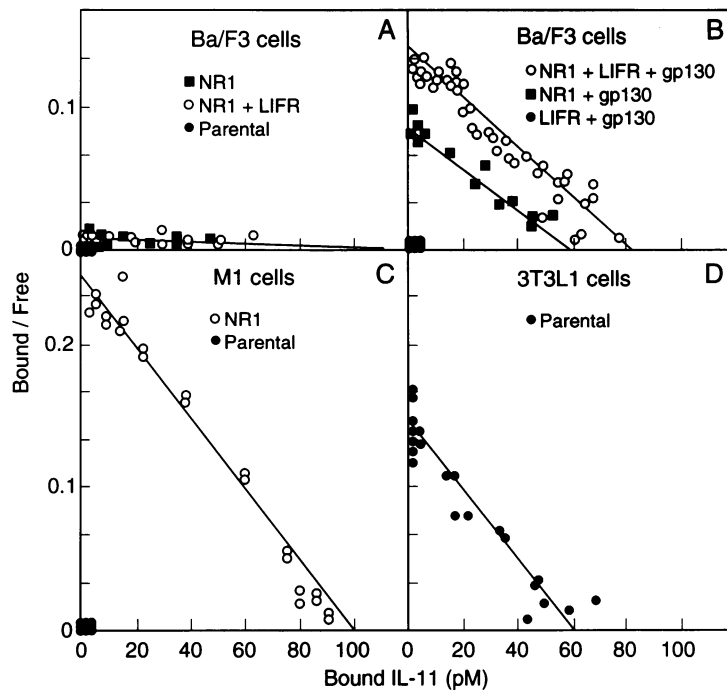 A
Ba/F3 cells
■ NR1
○ NR1 + LIFR
● Parental
B
Ba/F3 cells
○ NR1 + LIFR + gp130
■ NR1 + gp130
● LIFR + gp130
0.1
0
C
M1 cells
○ NR1
● Parental
D
3T3L1 cells
● Parental
0.2
0.1
0
Bound / Free
0 20 40 60 80 100
0 20 40 60 80 100
Bound IL-11 (pM)